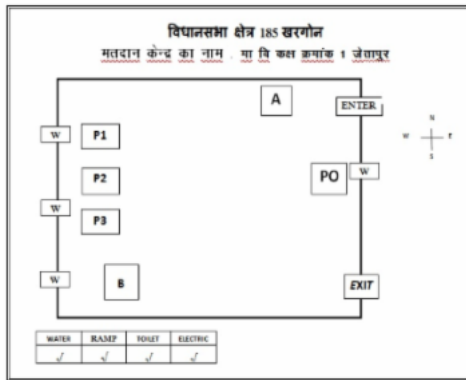 विधानसभा क्षेत्र 185 खरगोन
मतदान केन्द्र का नाम . मा वि कक्ष क्रमांक 1 जेतापुर
A
ENTER
N
W
E
S
W
P1
P2
PO
W
W
P3
W
B
EXIT
WATER RAMP TOILET ELECTRIC
√ √ √ √